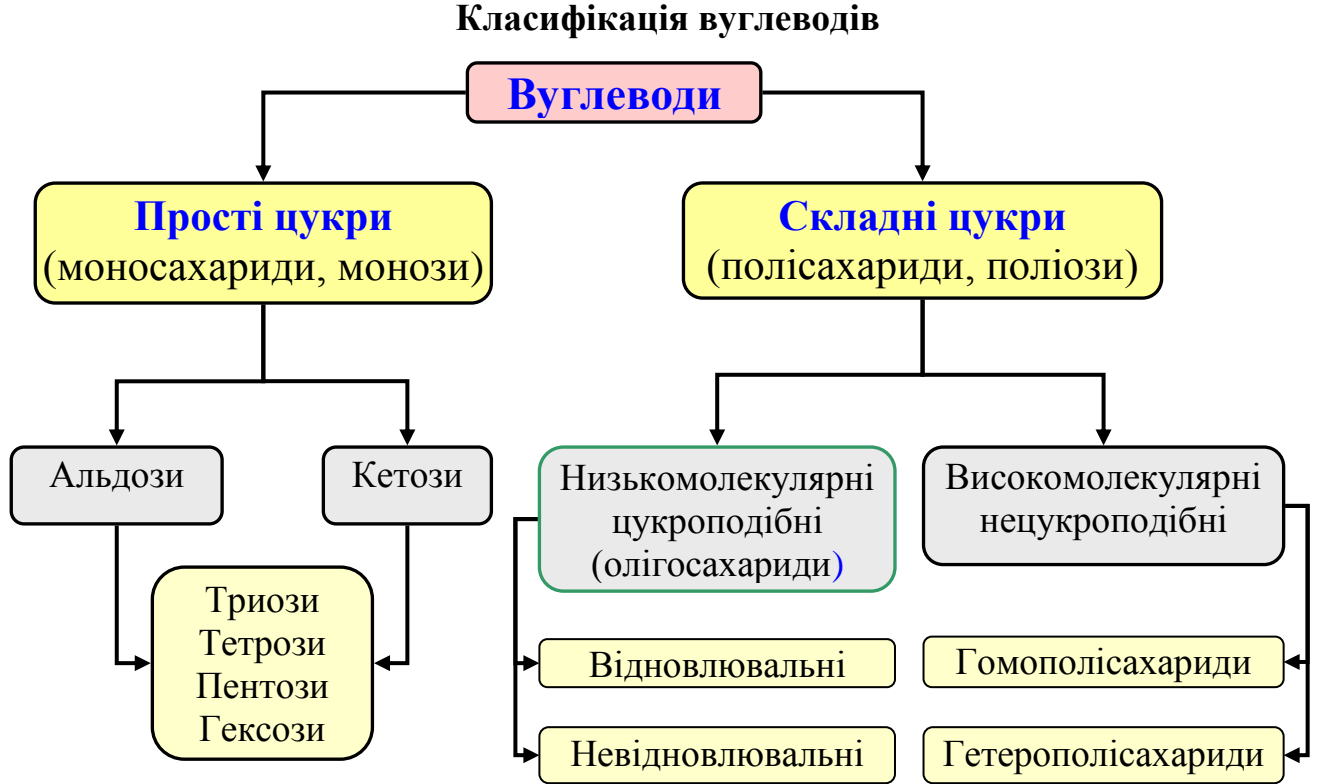 Класифікація вуглеводів
Вуглеводи
Прості цукри
(моносахариди, монози)
Складні цукри
(полісахариди, поліози)
Альдози
Кетози
Триози
Тетрози
Пентози
Гексози
Низькомолекулярні
цукроподібні
(олігосахариди)
Високомолекулярні
нецукроподібні
Відновлювальні
Невідновлювальні
Гомополісахариди
Гетерополісахариди